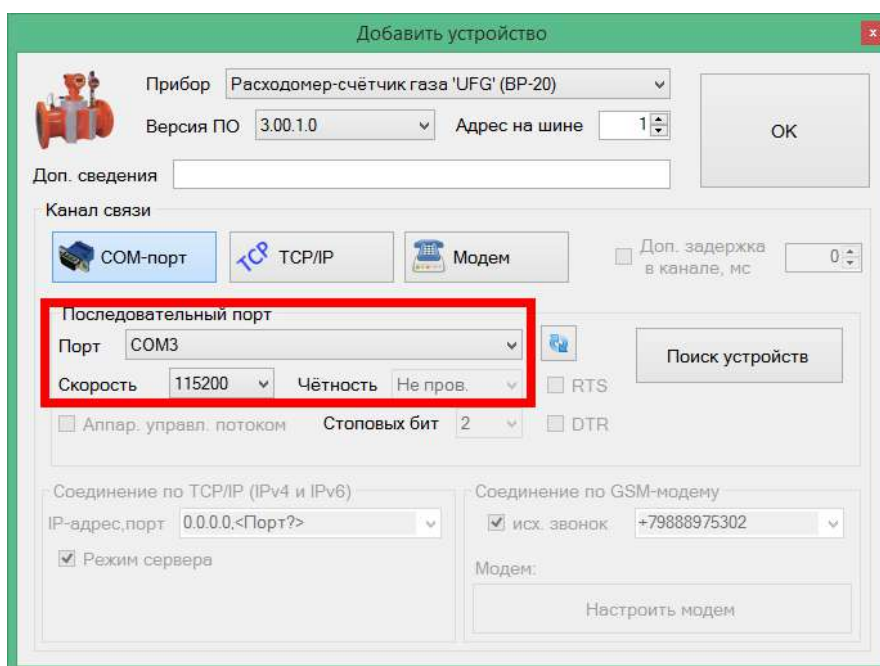 Добавить устройство
x
Прибор Расходомер-счётчик газа 'UFG' (ВР-20)
Версия ПО 3.00.1.0 Адрес на шине 1 OK
Доп. сведения
Канал связи
COM-порт TCP TCP/IP Модем Доп. задержка
в канале, мс 0
Последовательный порт
Порт COM3 Поиск устройств
Скорость 115200 Чётность Не пров. RTS
Аппар. управл. потоком Стоповых бит 2 DTR
Соединение по TCP/IP (IPv4 и IPv6) Соединение по GSM-модему
IP-адрес,порт 0.0.0.0,<Порт?> исх. звонок +79888975302
Режим сервера
Модем:
Настроить модем